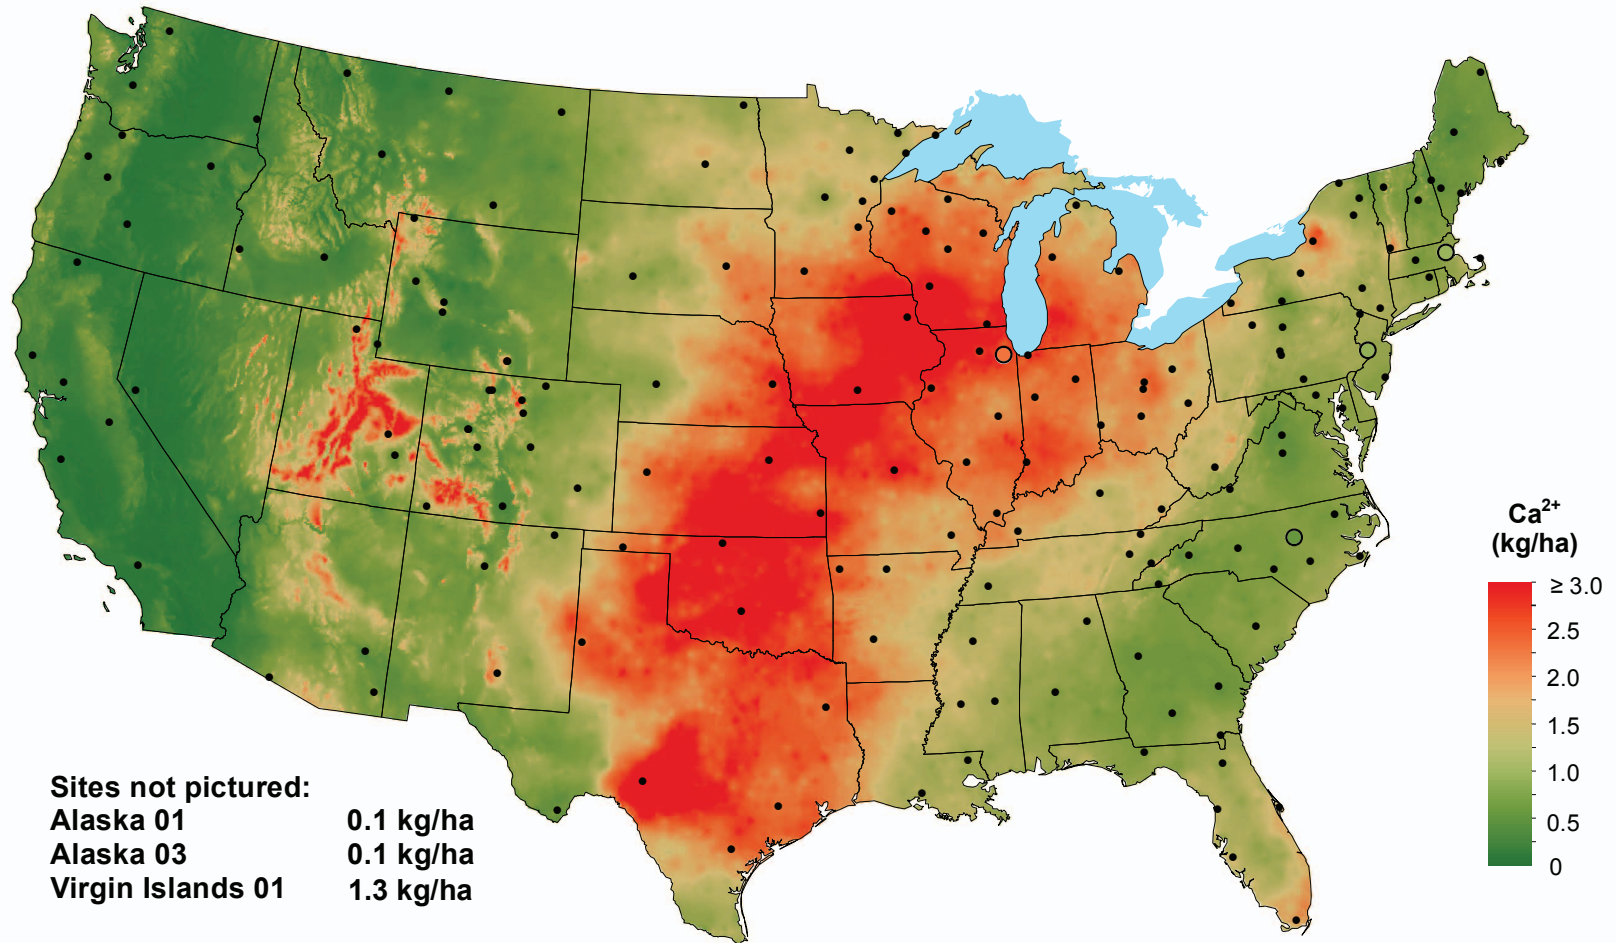 Ca2+
(kg/ha)
≥ 3.0
2.5
2.0
1.5
1.0
0.5
0
Sites not pictured:
Alaska 01 0.1 kg/ha
Alaska 03 0.1 kg/ha
Virgin Islands 01 1.3 kg/ha